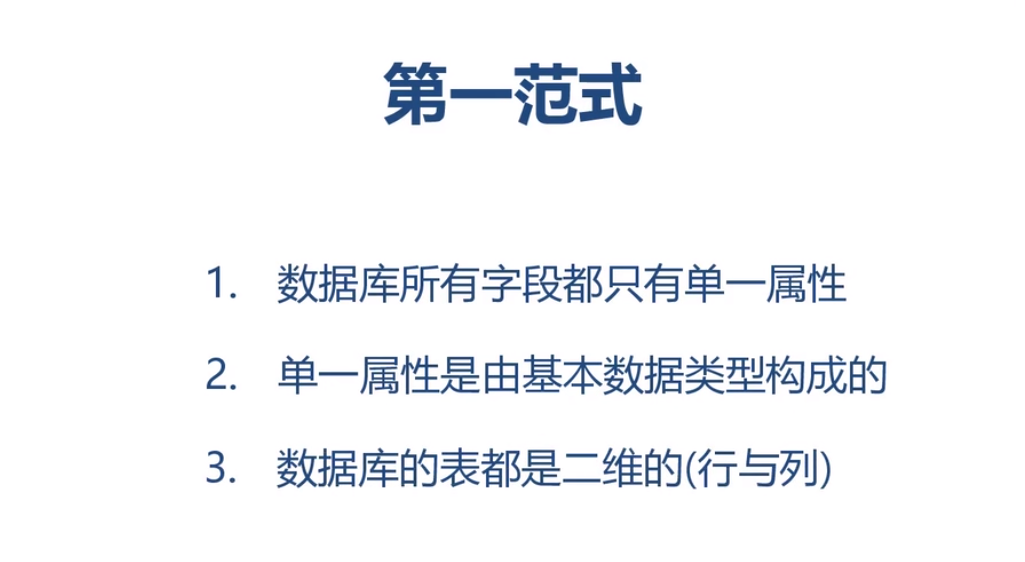 第一范式
1. 数据库所有字段都只有单一属性
2. 单一属性是由基本数据类型构成的
3. 数据库的表都是二维的(行与列)